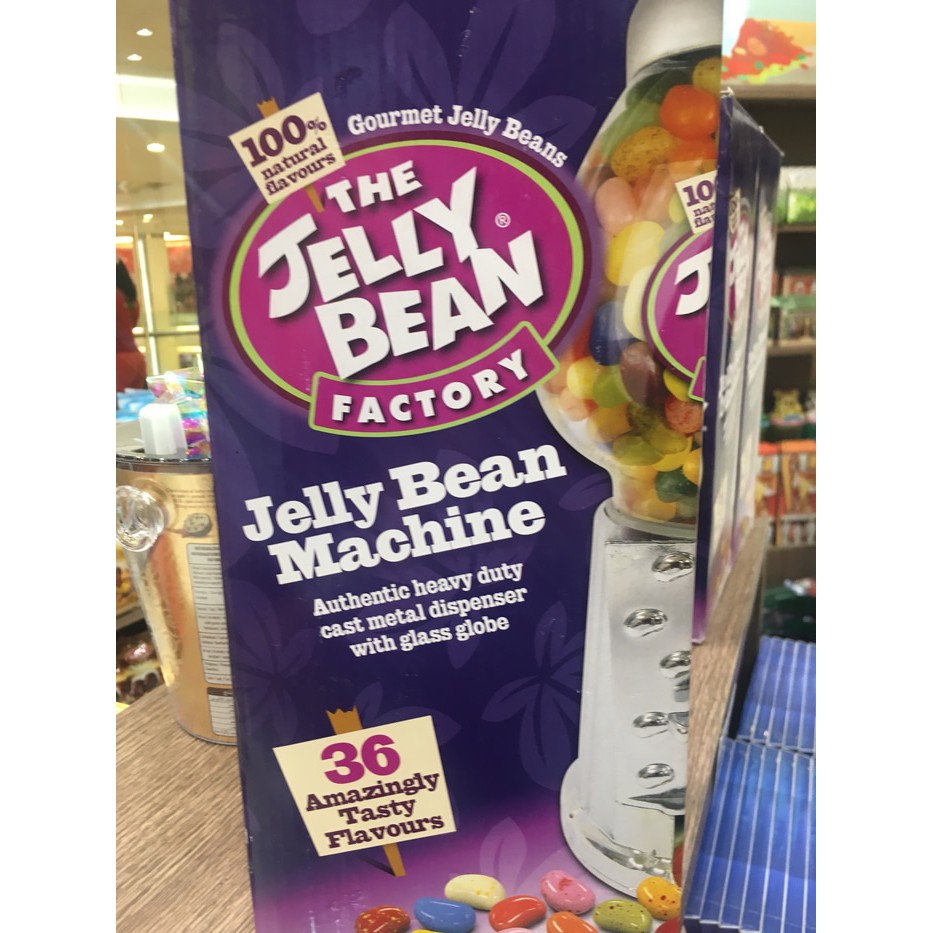 100%
natural
flavours
Gourmet Jelly Beans
THE
JELLY
BEAN
®
FACTORY
Jelly Bean
Machine
Authentic heavy duty
cast metal dispenser
with glass globe
36
Amazingly
Tasty
Flavours
10
J